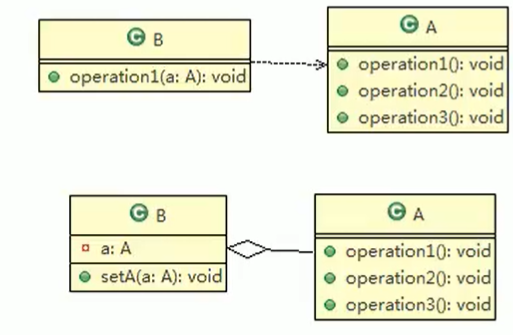 B
operation1(a: A): void
A
operation1(): void
operation2(): void
operation3(): void
B
a: A
setA(a: A): void
A
operation1(): void
operation2(): void
operation3(): void